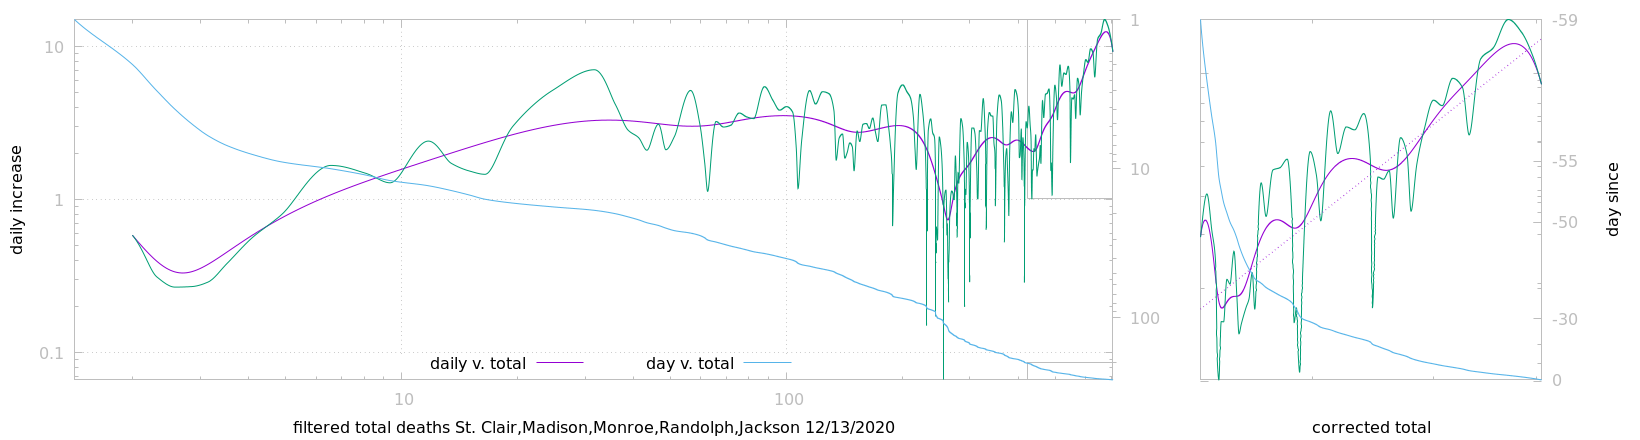 daily increase
10
1
0.1
10
100
1
10
100
daily v. total
day v. total
filtered total deaths St. Clair,Madison,Monroe,Randolph,Jackson 12/13/2020
-59
-55
-50
-30
0
day since
corrected total